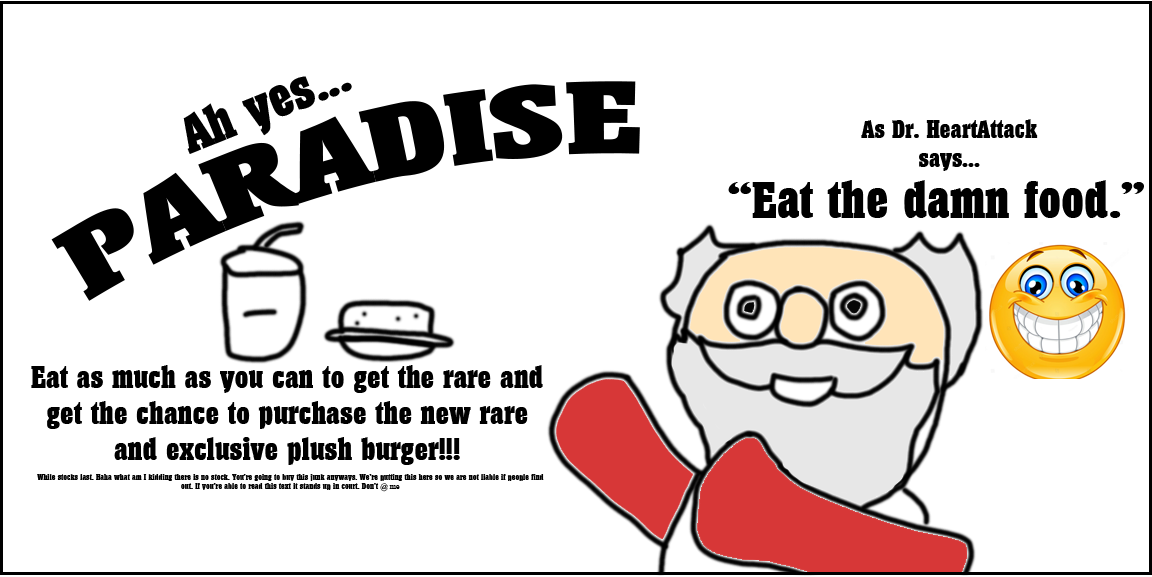 Ah yes...
PARADISE
Eat as much as you can to get the rare and
get the chance to purchase the new rare
and exclusive plush burger!!!
While stocks last. Haha what am I kidding there is no stock. You're going to buy this junk anyways. We're putting this here so we are not liable if people find
out. If you're able to read this text it stands up in court. Don't @ me
As Dr. HeartAttack
says...
“Eat the damn food.”